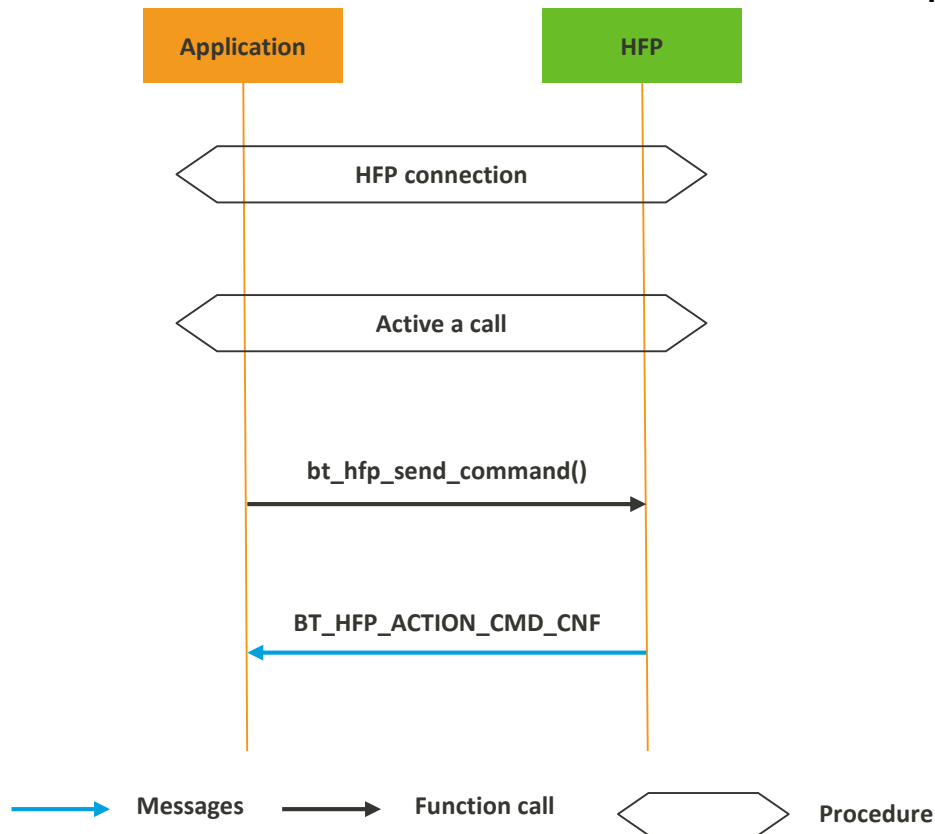 Application
HFP
HFP connection
Active a call
bt_hfp_send_command()
BT_HFP_ACTION_CMD_CNF
Messages
Function call
Procedure